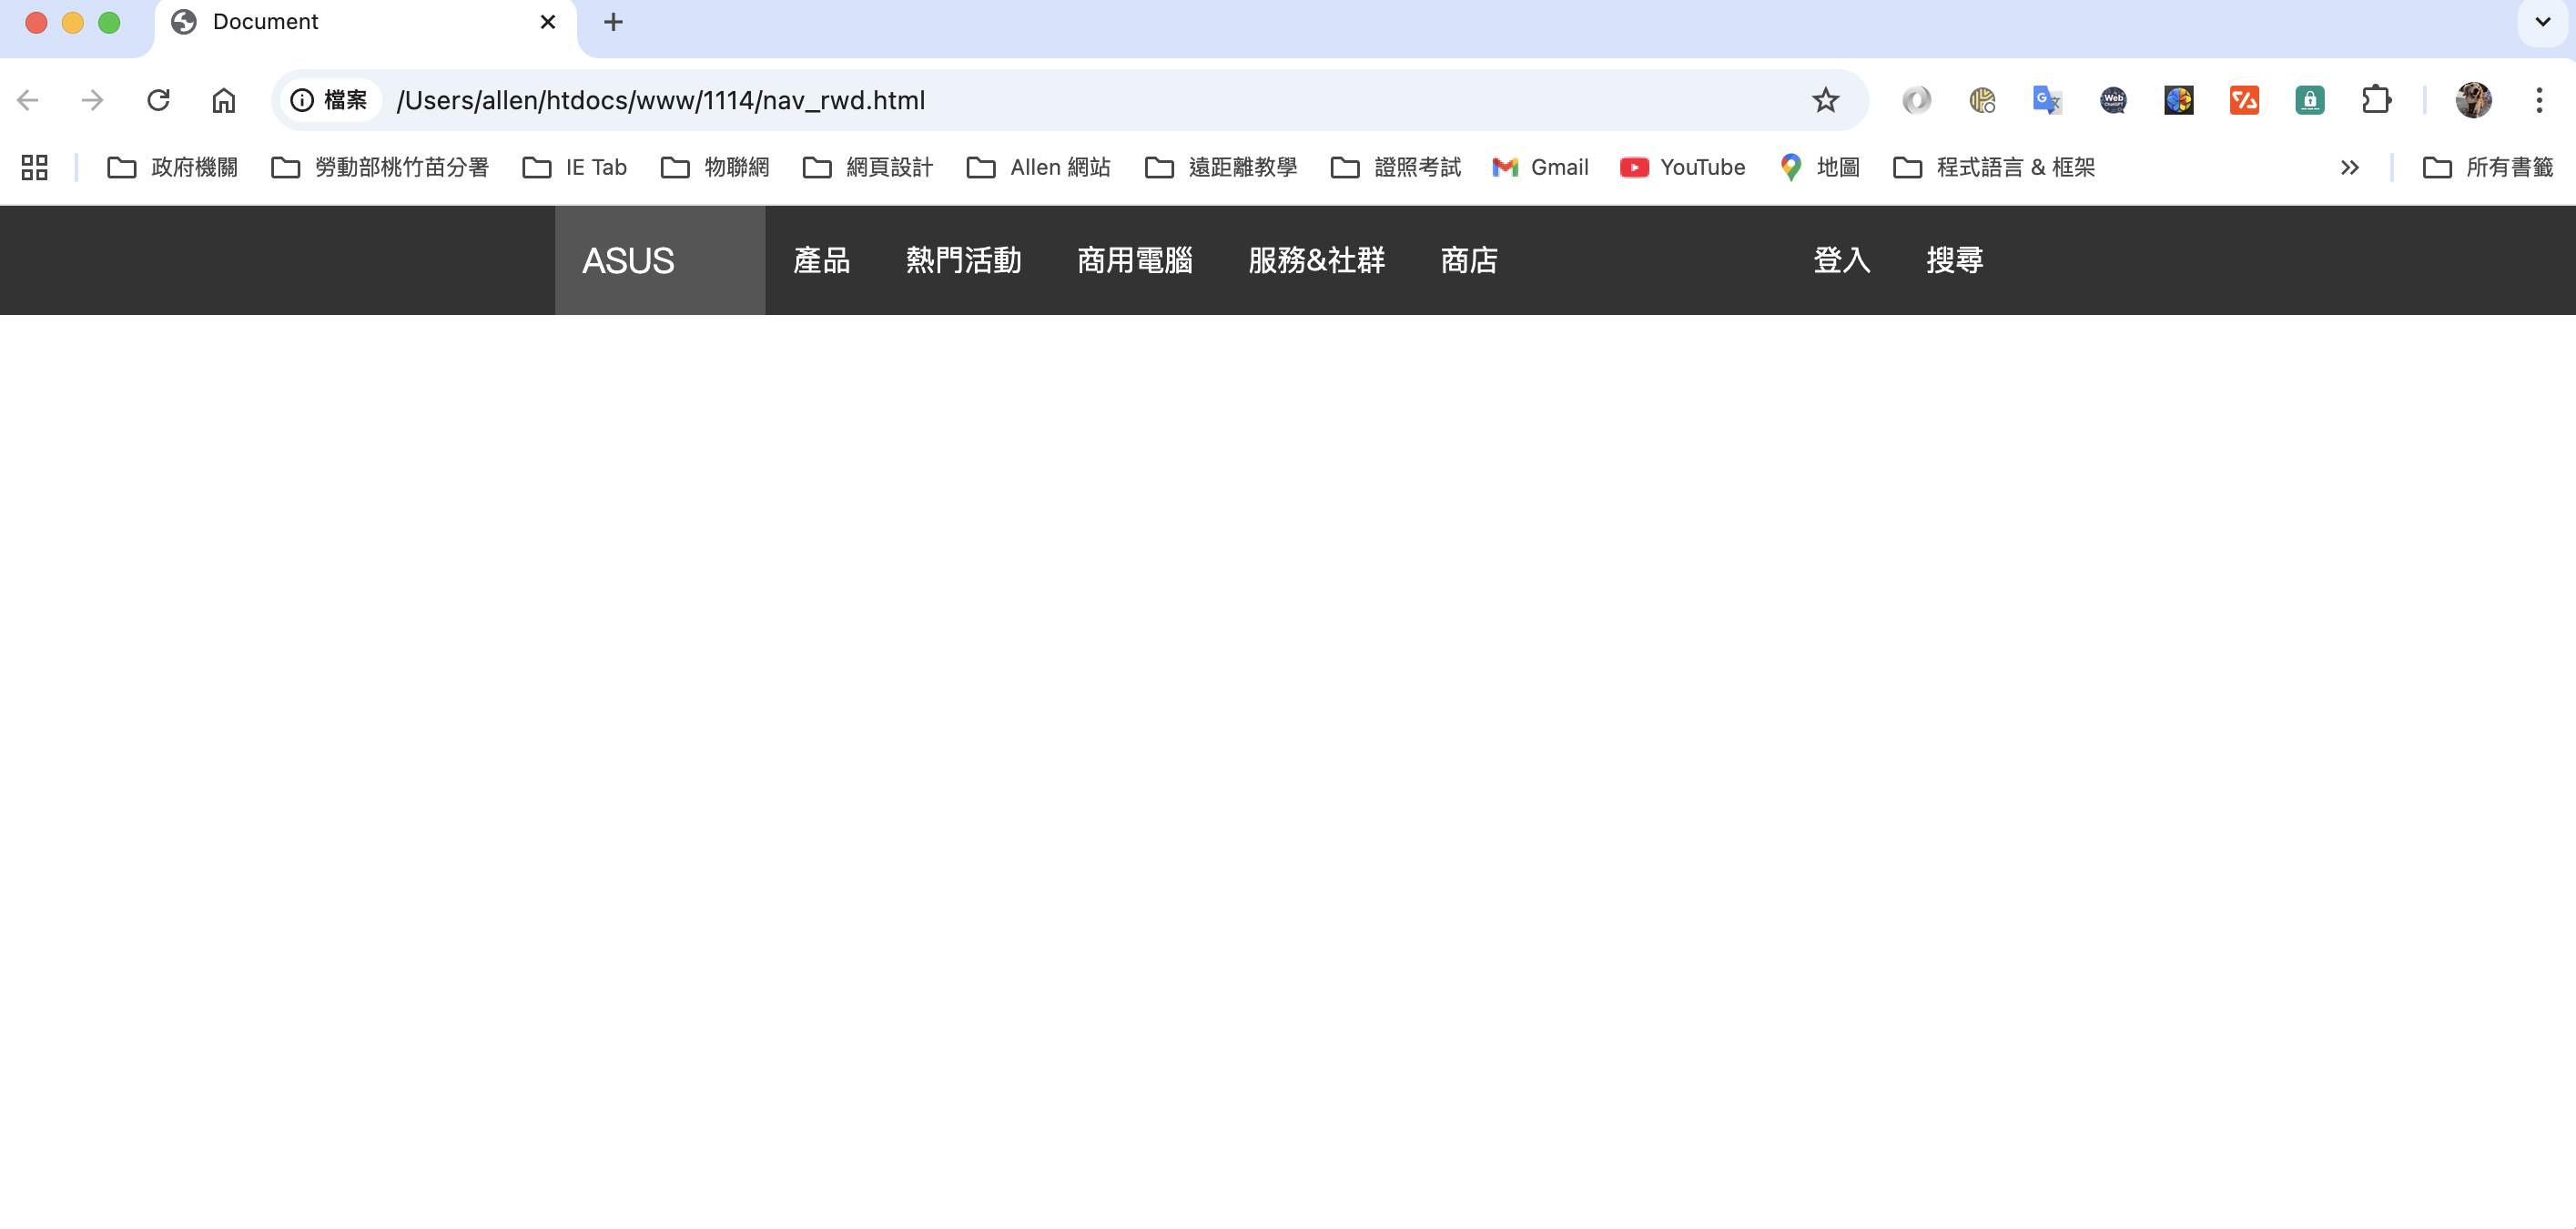 Document
檔案 /Users/allen/htdocs/www/1114/nav_rwd.html
政府機關 勞動部桃竹苗分署 IE Tab 物聯網 網頁設計 Allen 網站 遠距離教學 證照考試 Gmail YouTube 地圖 程式語言 & 框架 所有書籤
ASUS 產品 熱門活動 商用電腦 服務&社群 商店 登入 搜尋